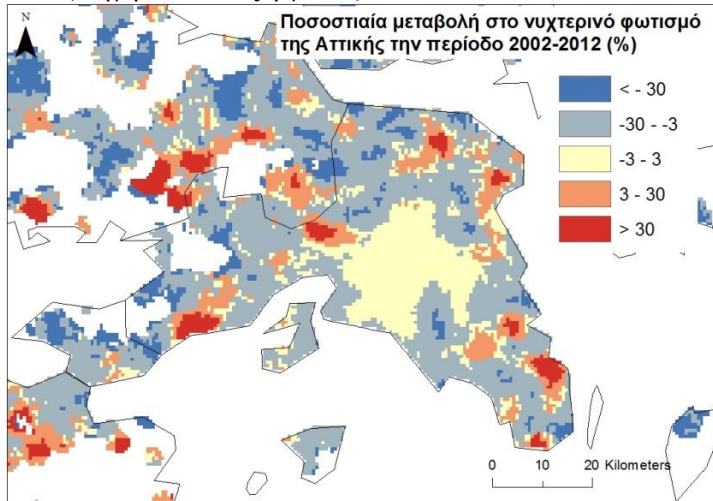 N
Ποσοστιαία μεταβολή στο νυχτερινό φωτισμό
της Αττικής την περίοδο 2002-2012 (%)
< - 30
-30 - -3
-3 - 3
3 - 30
> 30
0 10 20 Kilometers